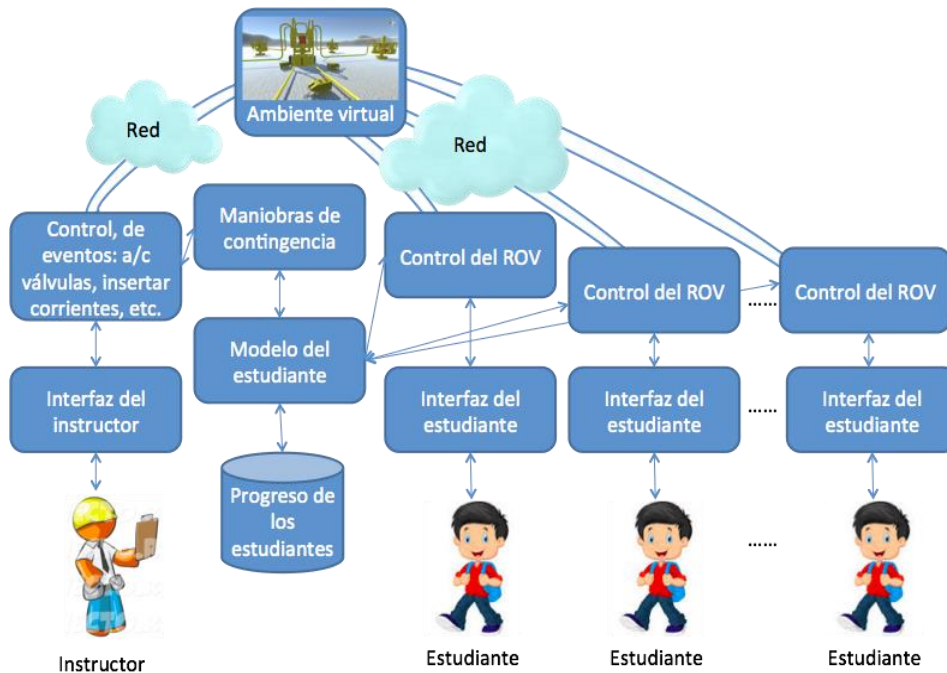 Ambiente virtual
Red
Red
Control, de
eventos: a/c
válvulas, insertar
corrientes, etc.
Maniobras de
contingencia
Control del ROV
Control del ROV
......
Control del ROV
Modelo del
estudiante
Interfaz del
instructor
Interfaz del
estudiante
Interfaz del
estudiante
......
Interfaz del
estudiante
Progreso de
los
estudiantes
......
Instructor
Estudiante
Estudiante
Estudiante